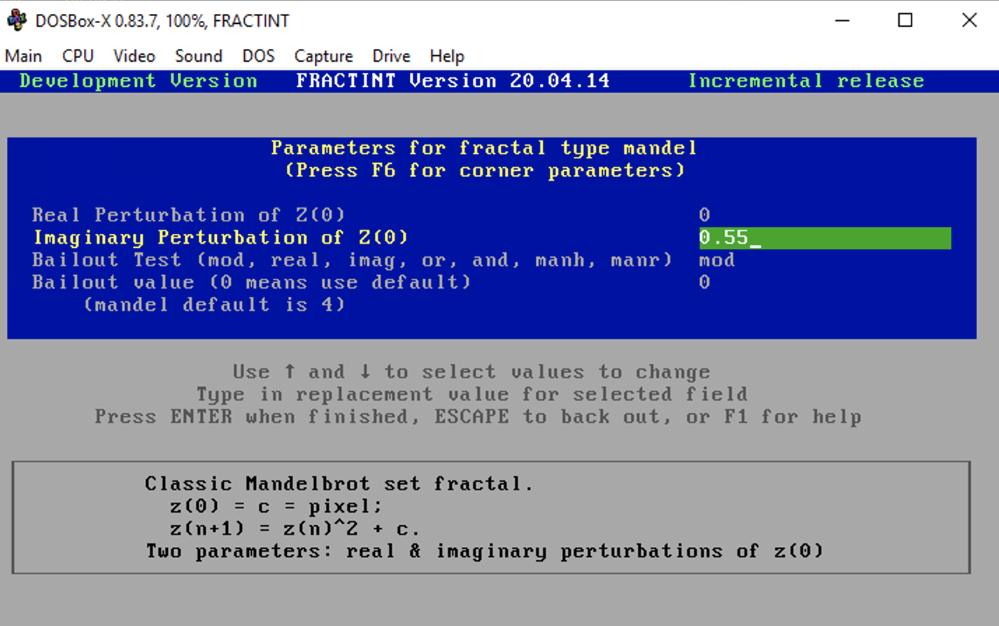 DOSBox-X 0.83.7, 100%, FRACTINT
Main CPU Video Sound DOS Capture Drive Help
Development Version FRACTINT Version 20.04.14 Incremental release
Parameters for fractal type mandel
(Press F6 for corner parameters)
Real Perturbation of Z(0) 0
Imaginary Perturbation of Z(0) 0.55_
Bailout Test (mod, real, imag, or, and, manh, manr) mod
Bailout value (0 means use default) 0
(mandel default is 4)
Use ↑ and ↓ to select values to change
Type in replacement value for selected field
Press ENTER when finished, ESCAPE to back out, or F1 for help
Classic Mandelbrot set fractal.
z(0) = c = pixel;
z(n+1) = z(n)^2 + c.
Two parameters: real & imaginary perturbations of z(0)